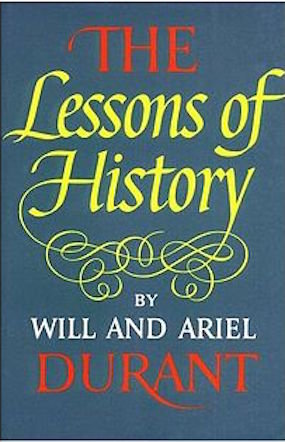 THE
Lessons of
History
BY
WILL AND ARIEL
DURANT